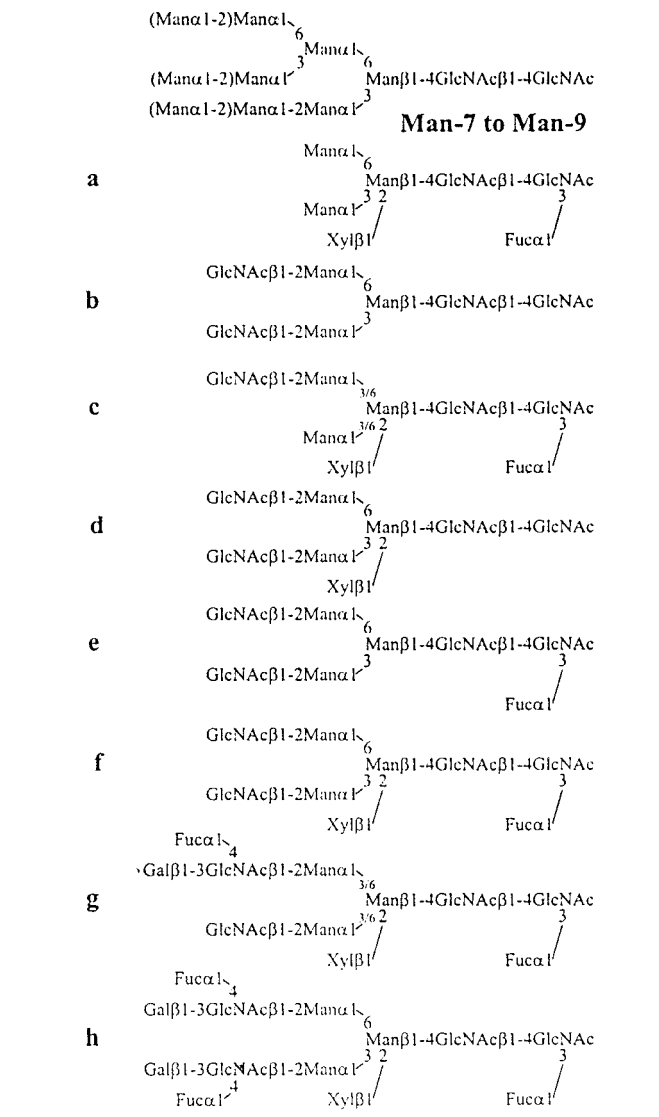 (Manα1-2)Manα1
6
Manα1
3
6
(Manα1-2)Manα1
Manβ1-4GlcNAcβ1-4GlcNAc
3
(Manα1-2)Manα1-2Manα1
Man-7 to Man-9
Manα1
6
a
Manβ1-4GlcNAcβ1-4GlcNAc
3 2
3
Manα1
Xylβ1
Fucα1
GlcNAcβ1-2Manα1
6
b
Manβ1-4GlcNAcβ1-4GlcNAc
3
GlcNAcβ1-2Manα1
GlcNAcβ1-2Manα1
3/6
c
Manβ1-4GlcNAcβ1-4GlcNAc
3/6 2
3
Manα1
Xylβ1
Fucα1
GlcNAcβ1-2Manα1
6
d
Manβ1-4GlcNAcβ1-4GlcNAc
3 2
GlcNAcβ1-2Manα1
Xylβ1
GlcNAcβ1-2Manα1
6
e
Manβ1-4GlcNAcβ1-4GlcNAc
3
3
GlcNAcβ1-2Manα1
Fucα1
GlcNAcβ1-2Manα1
6
f
Manβ1-4GlcNAcβ1-4GlcNAc
3 2
3
GlcNAcβ1-2Manα1
Xylβ1
Fucα1
Fucα1
4
Galβ1-3GlcNAcβ1-2Manα1
3/6
g
Manβ1-4GlcNAcβ1-4GlcNAc
3/6 2
3
GlcNAcβ1-2Manα1
Xylβ1
Fucα1
Fucα1
4
Galβ1-3GlcNAcβ1-2Manα1
6
h
Manβ1-4GlcNAcβ1-4GlcNAc
3 2
3
Galβ1-3GlcNAcβ1-2Manα1
4
Fucα1
Xylβ1
Fucα1